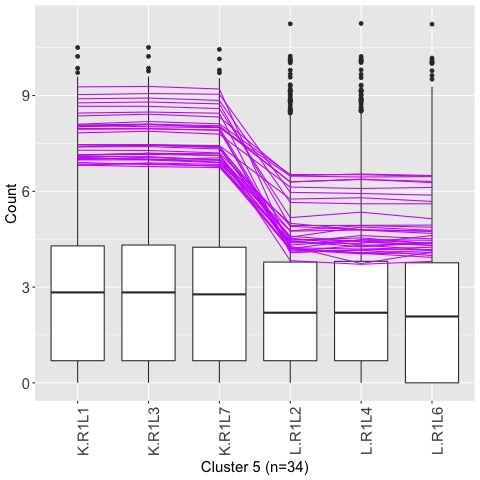 Count
9
6
3
0
K.R1L1
K.R1L3
K.R1L7
L.R1L2
L.R1L4
L.R1L6
Cluster 5 (n=34)